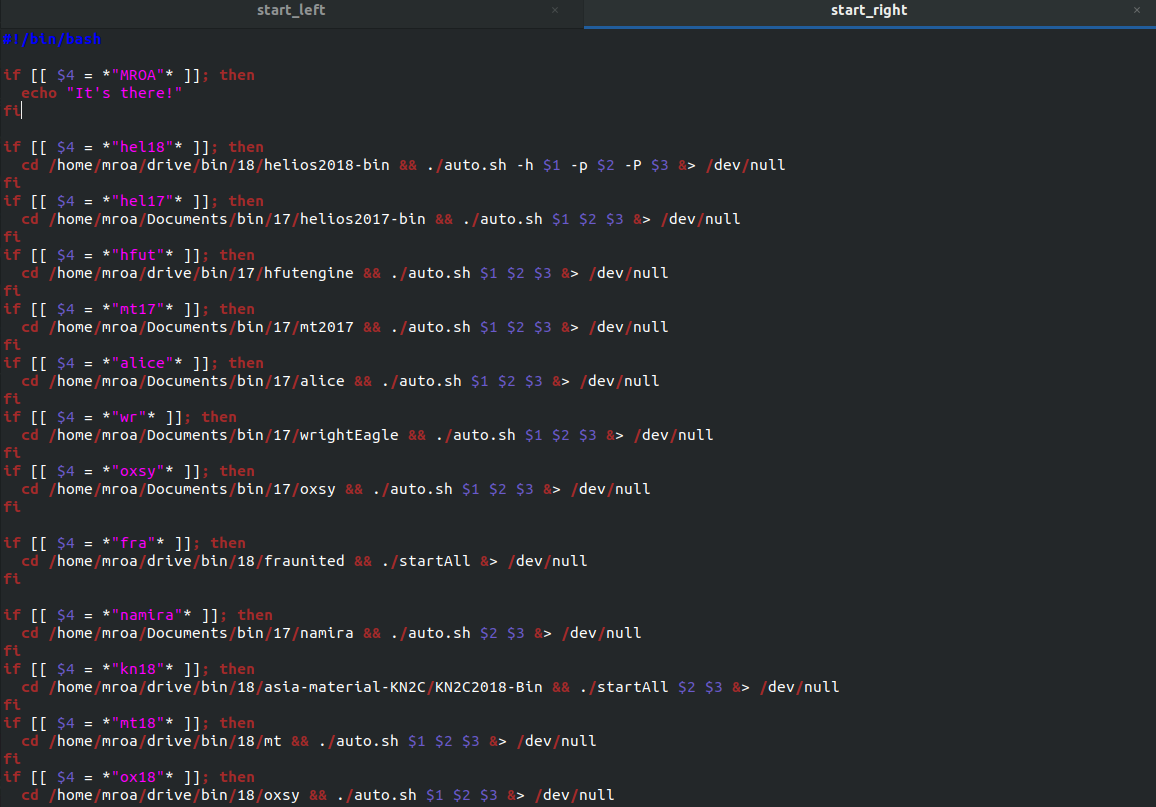 start_left × start_right ×
#!/bin/bash
if [[ $4 = *"MROA"* ]]; then
echo "It's there!"
fi
if [[ $4 = *"hel18"* ]]; then
cd /home/mroa/drive/bin/18/helios2018-bin && ./auto.sh -h $1 -p $2 -P $3 &> /dev/null
fi
if [[ $4 = *"hel17"* ]]; then
cd /home/mroa/Documents/bin/17/helios2017-bin && ./auto.sh $1 $2 $3 &> /dev/null
fi
if [[ $4 = *"hfut"* ]]; then
cd /home/mroa/drive/bin/17/hfutengine && ./auto.sh $1 $2 $3 &> /dev/null
fi
if [[ $4 = *"mt17"* ]]; then
cd /home/mroa/Documents/bin/17/mt2017 && ./auto.sh $1 $2 $3 &> /dev/null
fi
if [[ $4 = *"alice"* ]]; then
cd /home/mroa/Documents/bin/17/alice && ./auto.sh $1 $2 $3 &> /dev/null
fi
if [[ $4 = *"wr"* ]]; then
cd /home/mroa/Documents/bin/17/wrightEagle && ./auto.sh $1 $2 $3 &> /dev/null
fi
if [[ $4 = *"oxsy"* ]]; then
cd /home/mroa/Documents/bin/17/oxsy && ./auto.sh $1 $2 $3 &> /dev/null
fi
if [[ $4 = *"fra"* ]]; then
cd /home/mroa/drive/bin/18/fraunited && ./startAll &> /dev/null
fi
if [[ $4 = *"namira"* ]]; then
cd /home/mroa/Documents/bin/17/namira && ./auto.sh $2 $3 &> /dev/null
fi
if [[ $4 = *"kn18"* ]]; then
cd /home/mroa/drive/bin/18/asia-material-KN2C/KN2C2018-Bin && ./startAll $2 $3 &> /dev/null
fi
if [[ $4 = *"mt18"* ]]; then
cd /home/mroa/drive/bin/18/mt && ./auto.sh $1 $2 $3 &> /dev/null
fi
if [[ $4 = *"ox18"* ]]; then
cd /home/mroa/drive/bin/18/oxsy && ./auto.sh $1 $2 $3 &> /dev/null